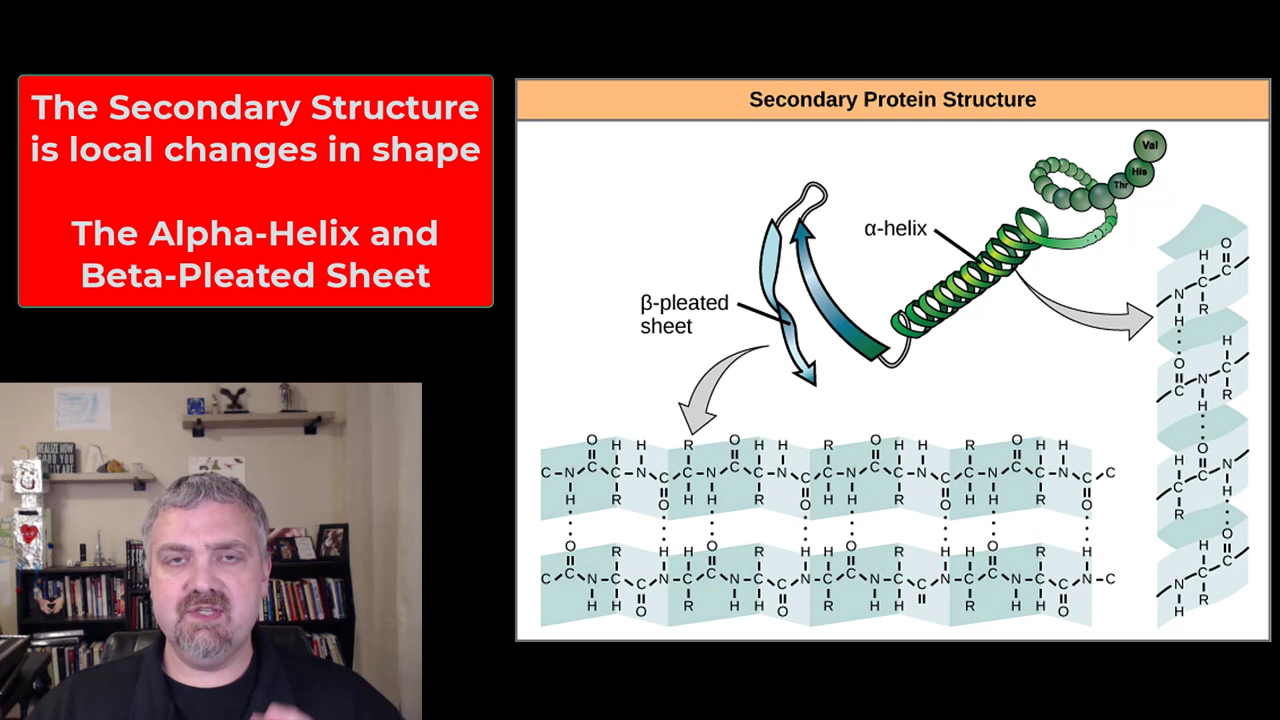 The Secondary Structure
is local changes in shape
The Alpha-Helix and
Beta-Pleated Sheet
Secondary Protein Structure
Val
His
Thr
α-helix
β-pleated
sheet
O H H R O H H R O H H R O H H
C N C C N C C N C C N C C N C C N C C N C C N C C
H R O H H R O H H R O H H R O
O R H H O R H H O R H H O R H
C C N C C N C C N C C N C C N C C N C C N C C N C
H H O R H H O R H H R H H O
O
H C
C
N R
H
H
O C
C N R
H
O
H C N
C H
R
O
H C
C
N R
H